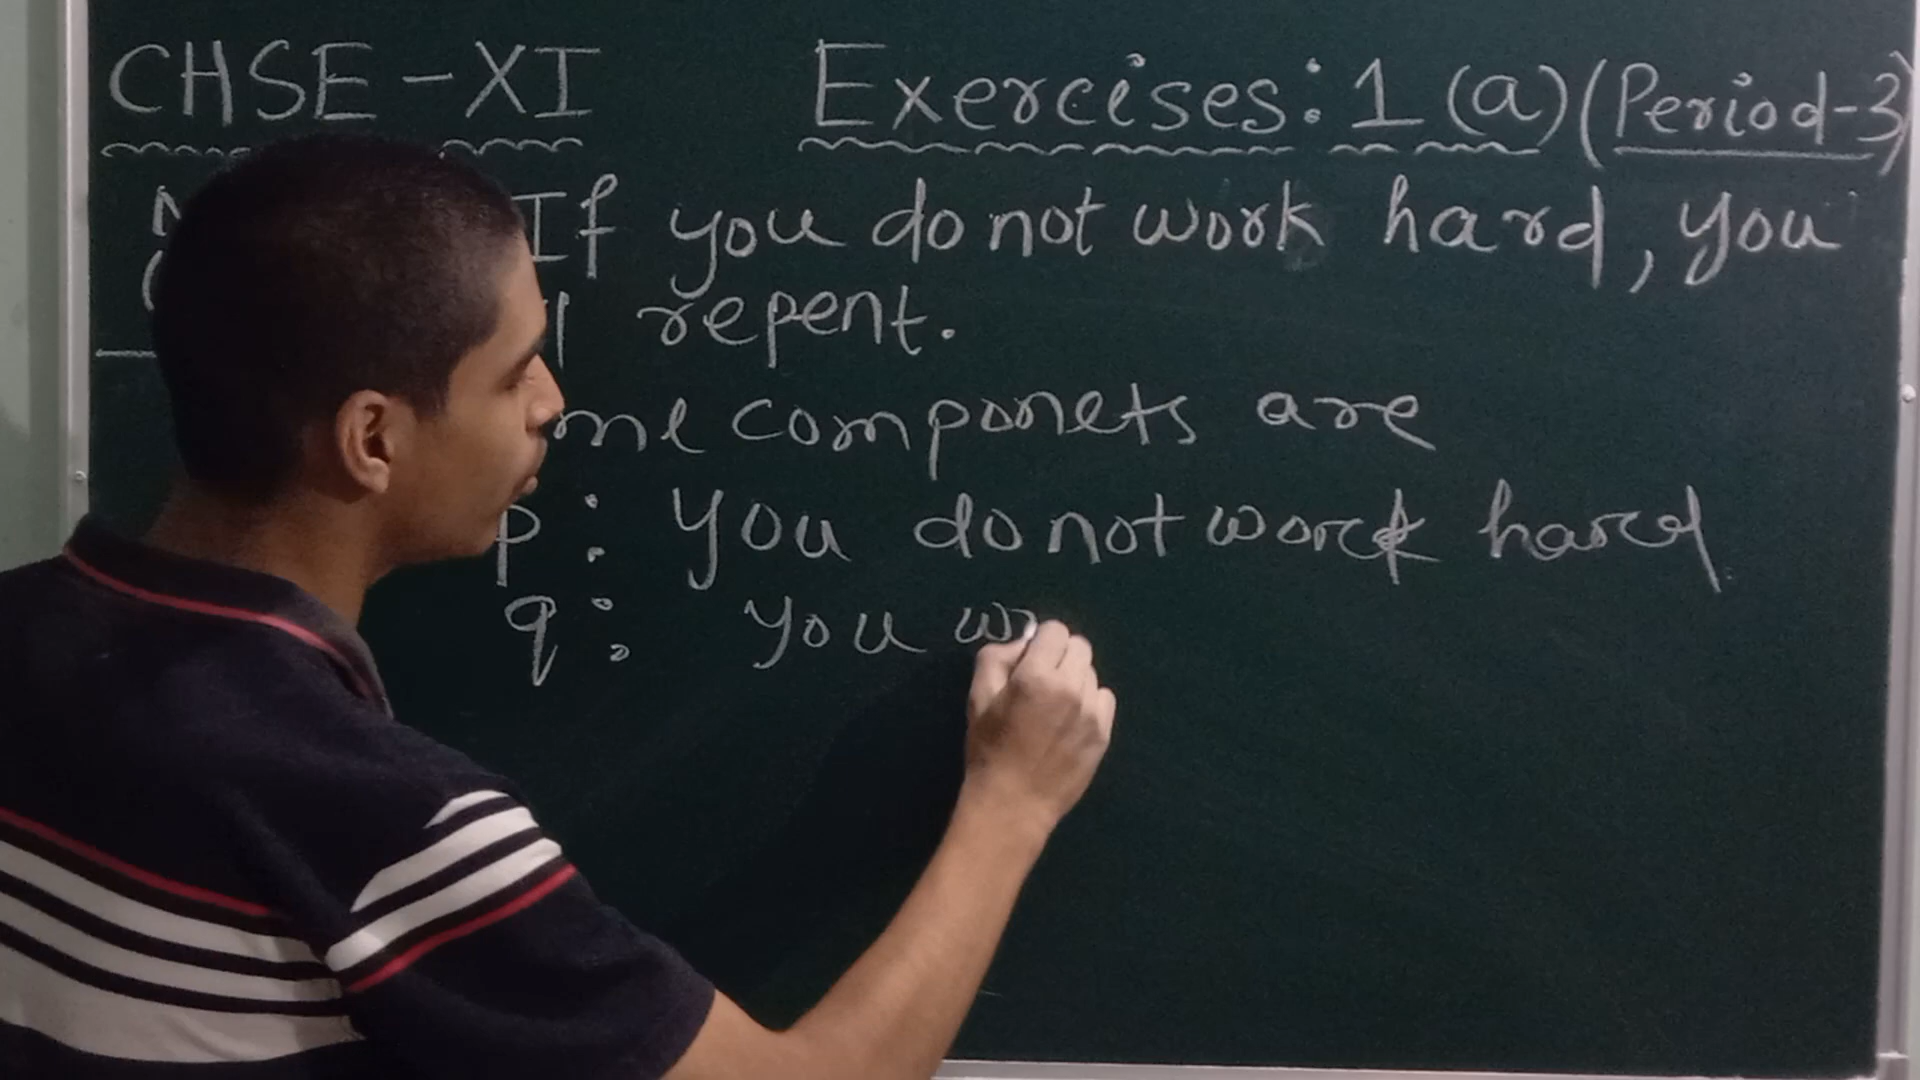 CHSE-XI Exercises: 1 (a) (Period-3)
If you do not work hard, you
repent.
componets are
p: You do not work hard
q: you